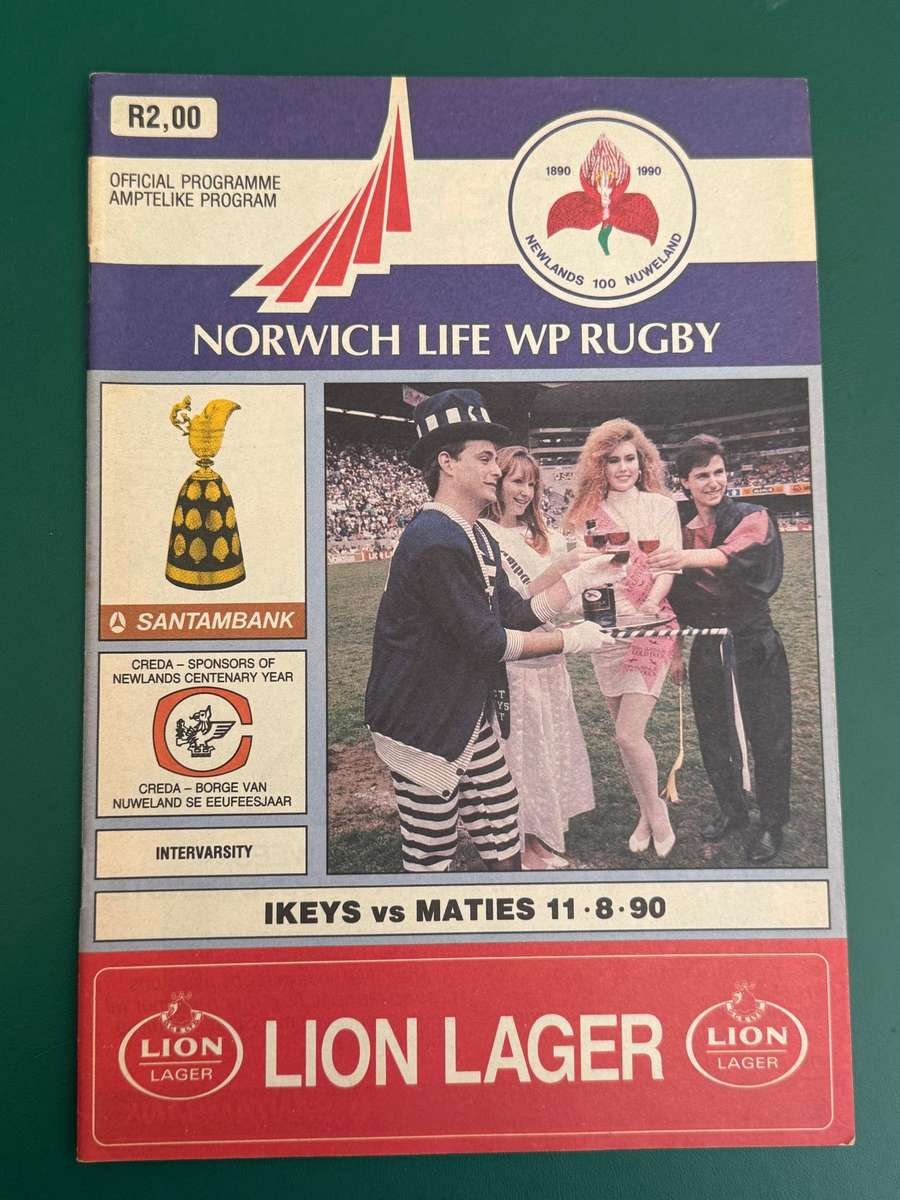 R2,00
OFFICIAL PROGRAMME
AMPTELIKE PROGRAM
1890 1990
NEWLANDS 100 NUWELAND
NORWICH LIFE WP RUGBY
SANTAMBANK
CREDA – SPONSORS OF
NEWLANDS CENTENARY YEAR
CREDA – BORGE VAN
NUWELAND SE EEUFEESJAAR
INTERVARSITY
IKEYS vs MATIES 11·8·90
LION
LAGER
LION LAGER
LION
LAGER